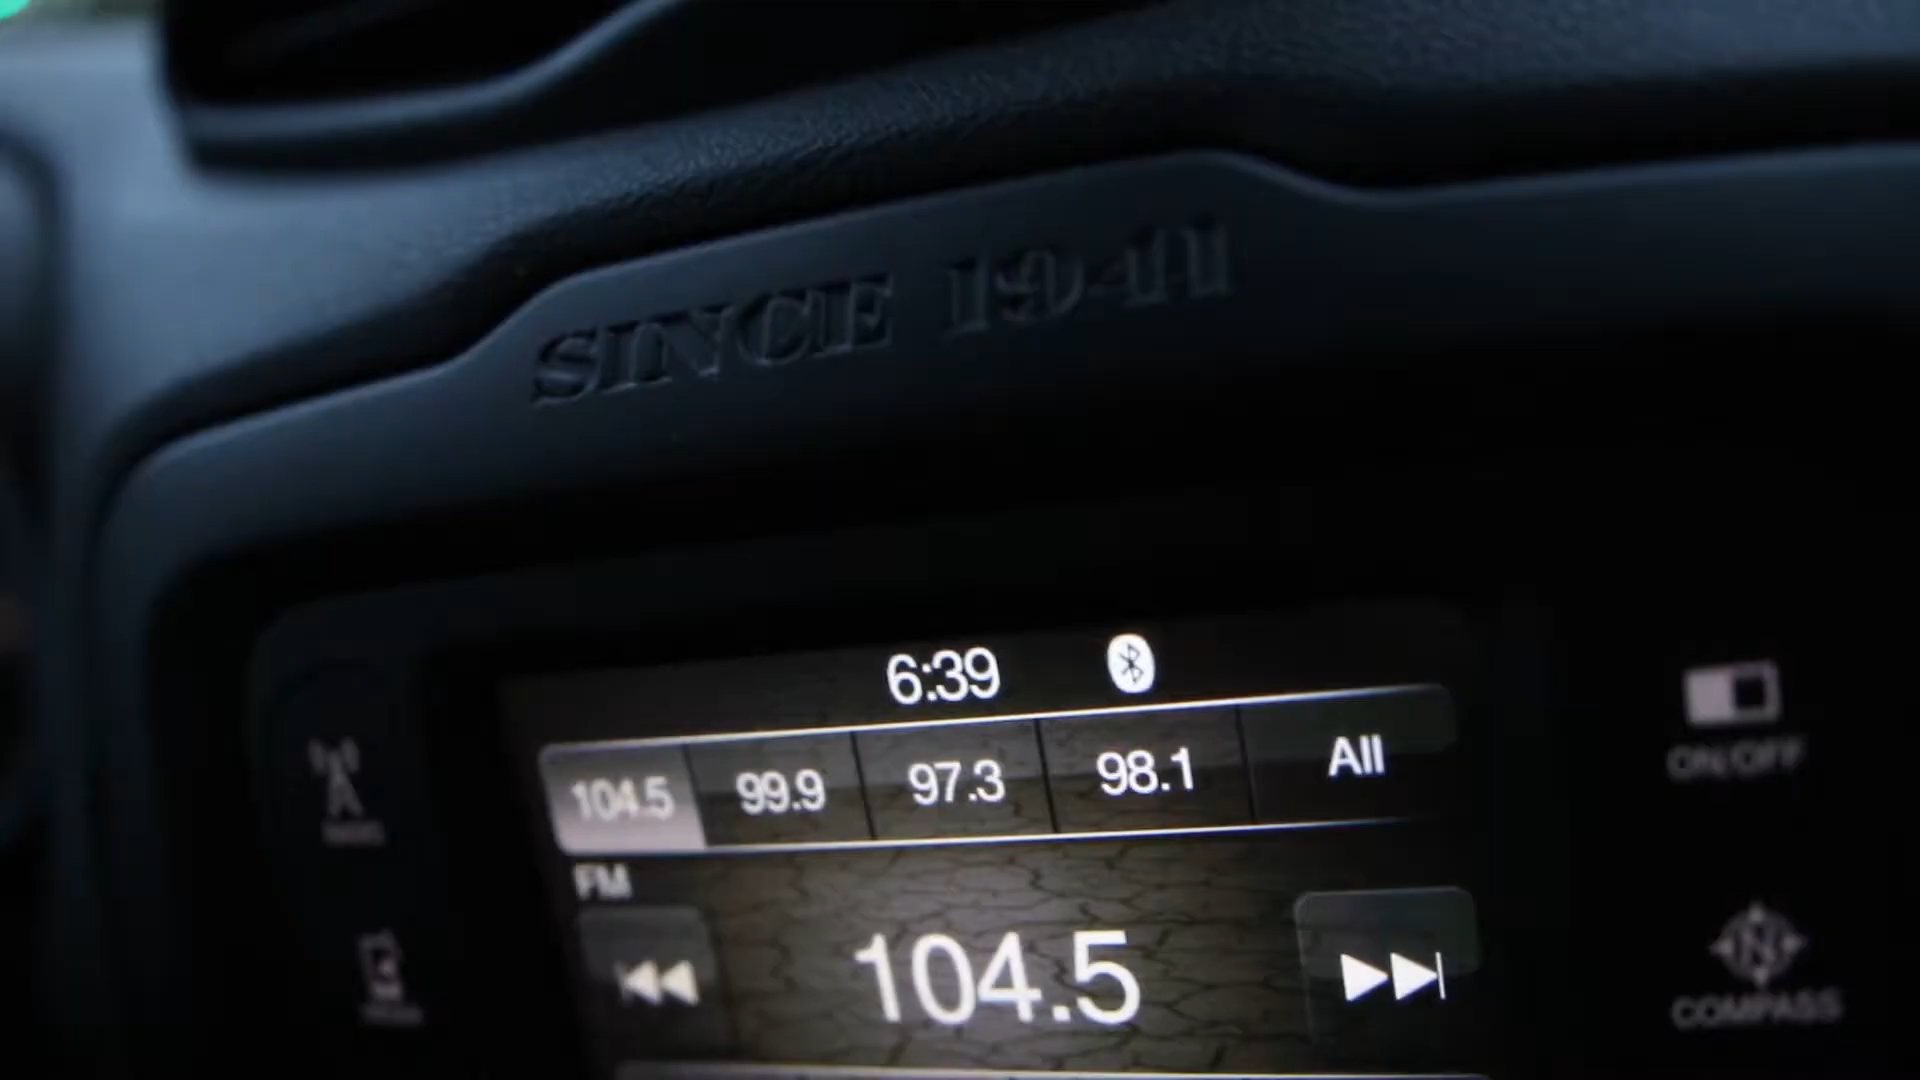 SINCE 1941
6:39
104.5 99.9 97.3 98.1 All
FM
104.5
ON/OFF
COMPASS